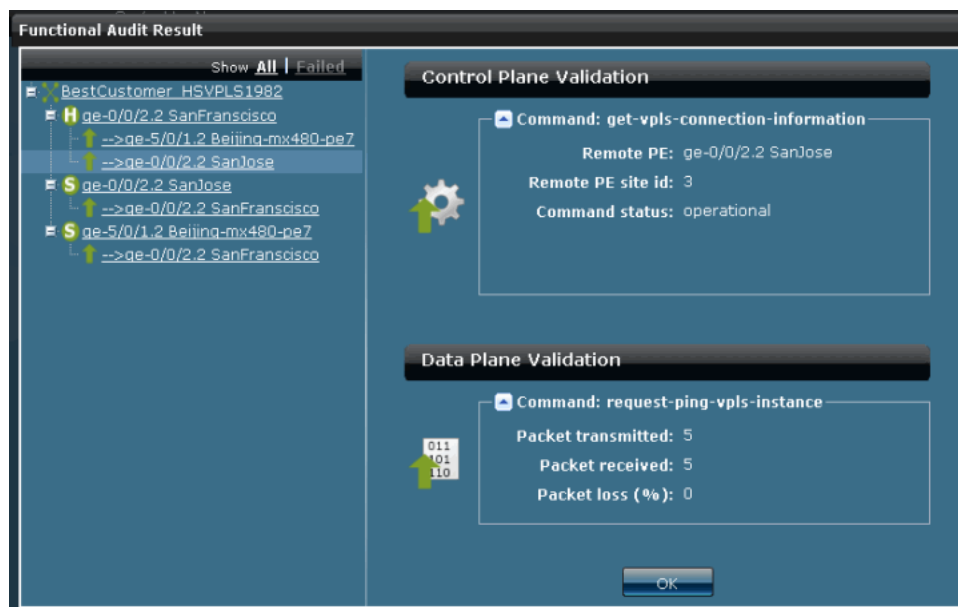 Functional Audit Result
Show All | Failed
BestCustomer_HSVPLS1982
H ge-0/0/2.2 SanFranscisco
-->ge-5/0/1.2 Beijing-mx480-pe7
-->ge-0/0/2.2 SanJose
S ge-0/0/2.2 SanJose
-->ge-0/0/2.2 SanFranscisco
S ge-5/0/1.2 Beijing-mx480-pe7
-->ge-0/0/2.2 SanFranscisco
Control Plane Validation
Command: get-vpls-connection-information
Remote PE: ge-0/0/2.2 SanJose
Remote PE site id: 3
Command status: operational
Data Plane Validation
Command: request-ping-vpls-instance
011
101
110
Packet transmitted: 5
Packet received: 5
Packet loss (%): 0
OK